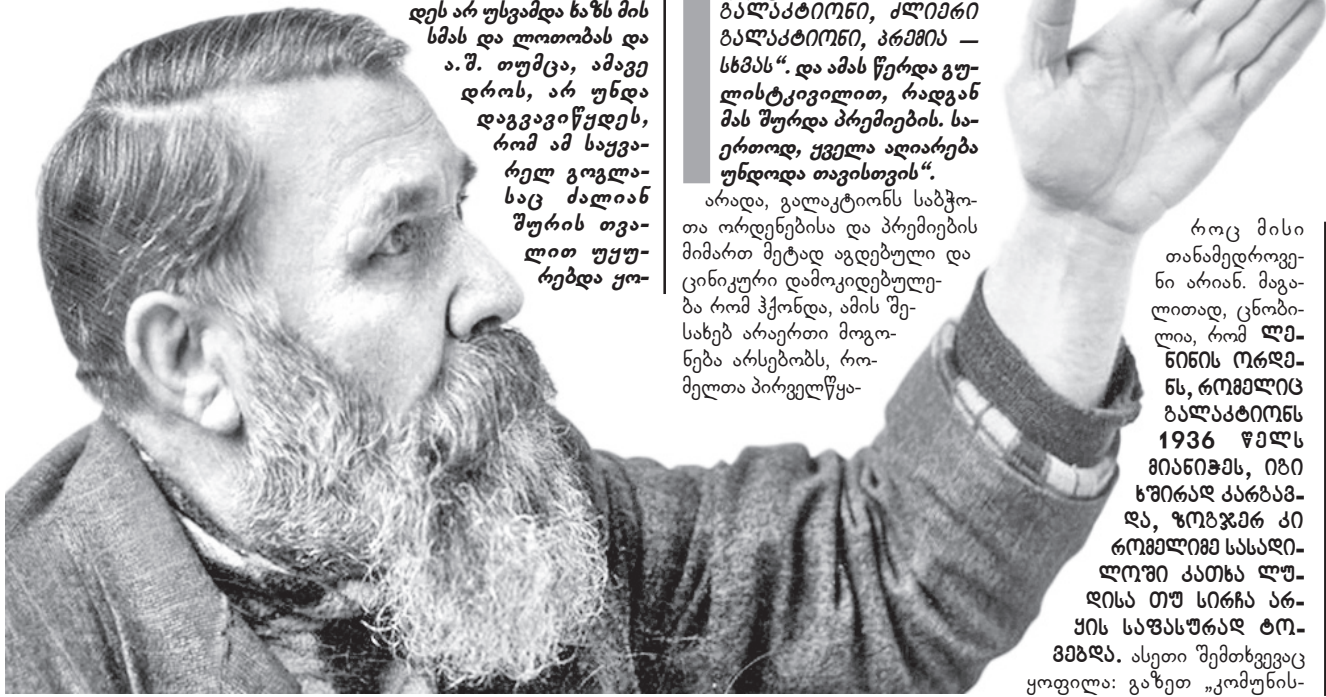 დეს არ უსვამდა ხაზს მის
სმას და ლოთობას და
ა.შ. თუმცა, ამავე
დროს, არ უნდა
დაგვავიწყდეს,
რომ ამ საყვა-
რელ გოგლა-
საც ძალიან
შურის თვა-
ლით უყუ-
რებდა ყო-
გალაკტიონი, ძლიერი
გალაკტიონი, პრემია —
სხვას“. და ამას წერდა გუ-
ლისტკივილით, რადგან
მას შურდა პრემიების. სა-
ერთოდ, ყველა აღიარება
უნდოდა თავისთვის“.
არადა, გალაკტიონს საბჭო-
თა ორდენებისა და პრემიების
მიმართ მეტად აგდებული და
ცინიკური დამოკიდებულე-
ბა რომ ჰქონდა, ამის შე-
სახებ არაერთი მოგო-
ნება არსებობს, რო-
მელთა პირველწყა-
როც მისი
თანამედროვე-
ნი არიან. მაგა-
ლითად, ცნობი-
ლია, რომ ლე-
ნინის ორდე-
ნს, რომელიც
გალაკტიონს
1936 წელს
მიანიჭეს, იგი
ხშირად კარგავ-
და, ზოგჯერ კი
რომელიმე სასადი-
ლოში კათხა ლუ-
დისა თუ სირჩა არ-
ყის საფასურად ტო-
ვებდა. ასეთი შემთხვევაც
ყოფილა: გაზეთ „კომუნის-